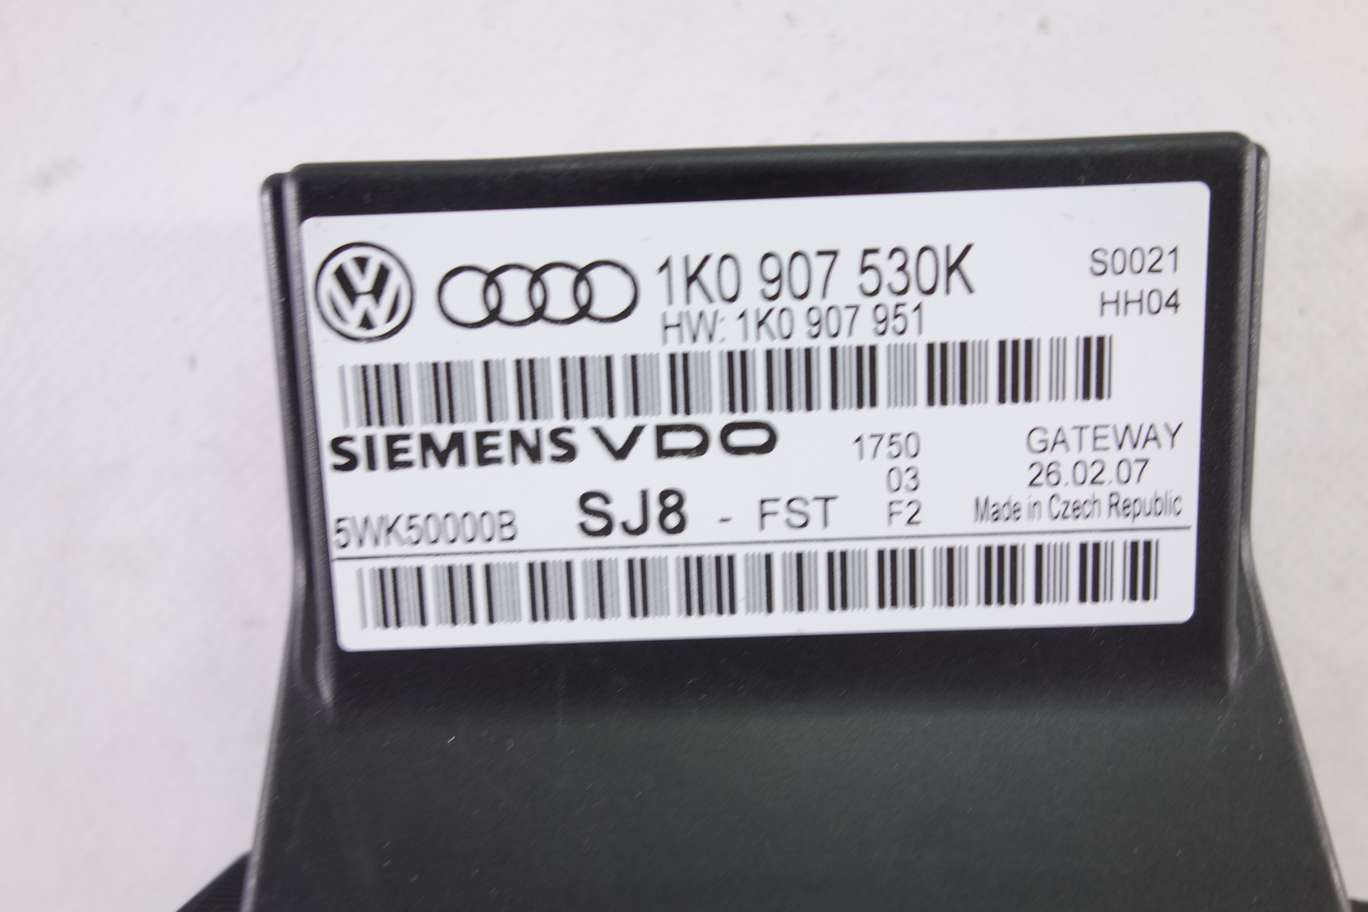 1K0 907 530K
HW: 1K0 907 951
S0021
HH04
SIEMENS VDO
1750
03
F2
GATEWAY
26.02.07
Made in Czech Republic
5WK50000B
SJ8 - FST